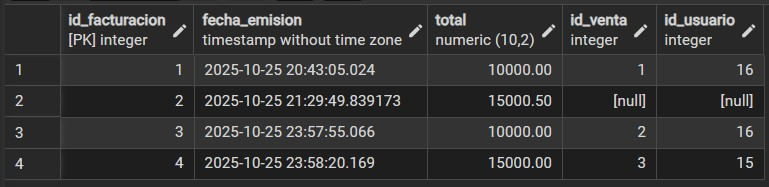 id_facturacion fecha_emision total id_venta id_usuario
[PK] integer timestamp without time zone numeric (10,2) integer integer
1 1 2025-10-25 20:43:05.024 10000.00 1 16
2 2 2025-10-25 21:29:49.839173 15000.50 [null] [null]
3 3 2025-10-25 23:57:55.066 10000.00 2 16
4 4 2025-10-25 23:58:20.169 15000.00 3 15